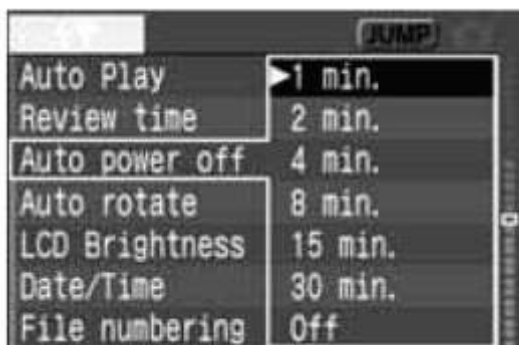 JUMP
Auto Play
1 min.
Review time
2 min.
Auto power off
4 min.
Auto rotate
8 min.
LCD Brightness
15 min.
Date/Time
30 min.
File numbering
Off